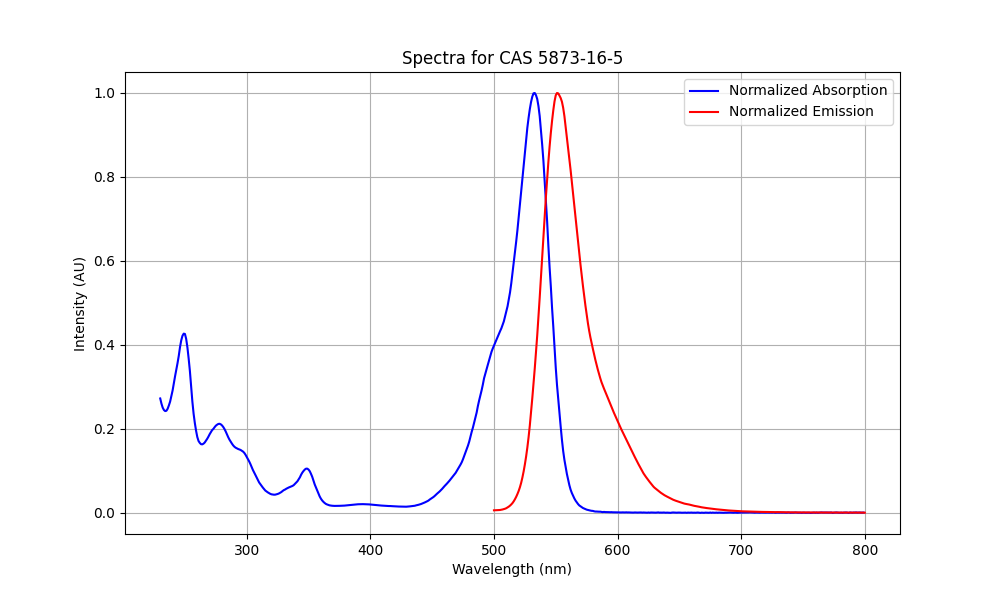 Spectra for CAS 5873-16-5
Normalized Absorption
Normalized Emission
1.0
0.8
0.6
0.4
0.2
0.0
Intensity (AU)
300
400
500
600
700
800
Wavelength (nm)